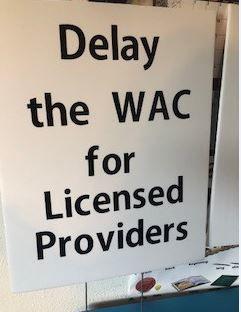 Delay
the WAC
for
Licensed
Providers